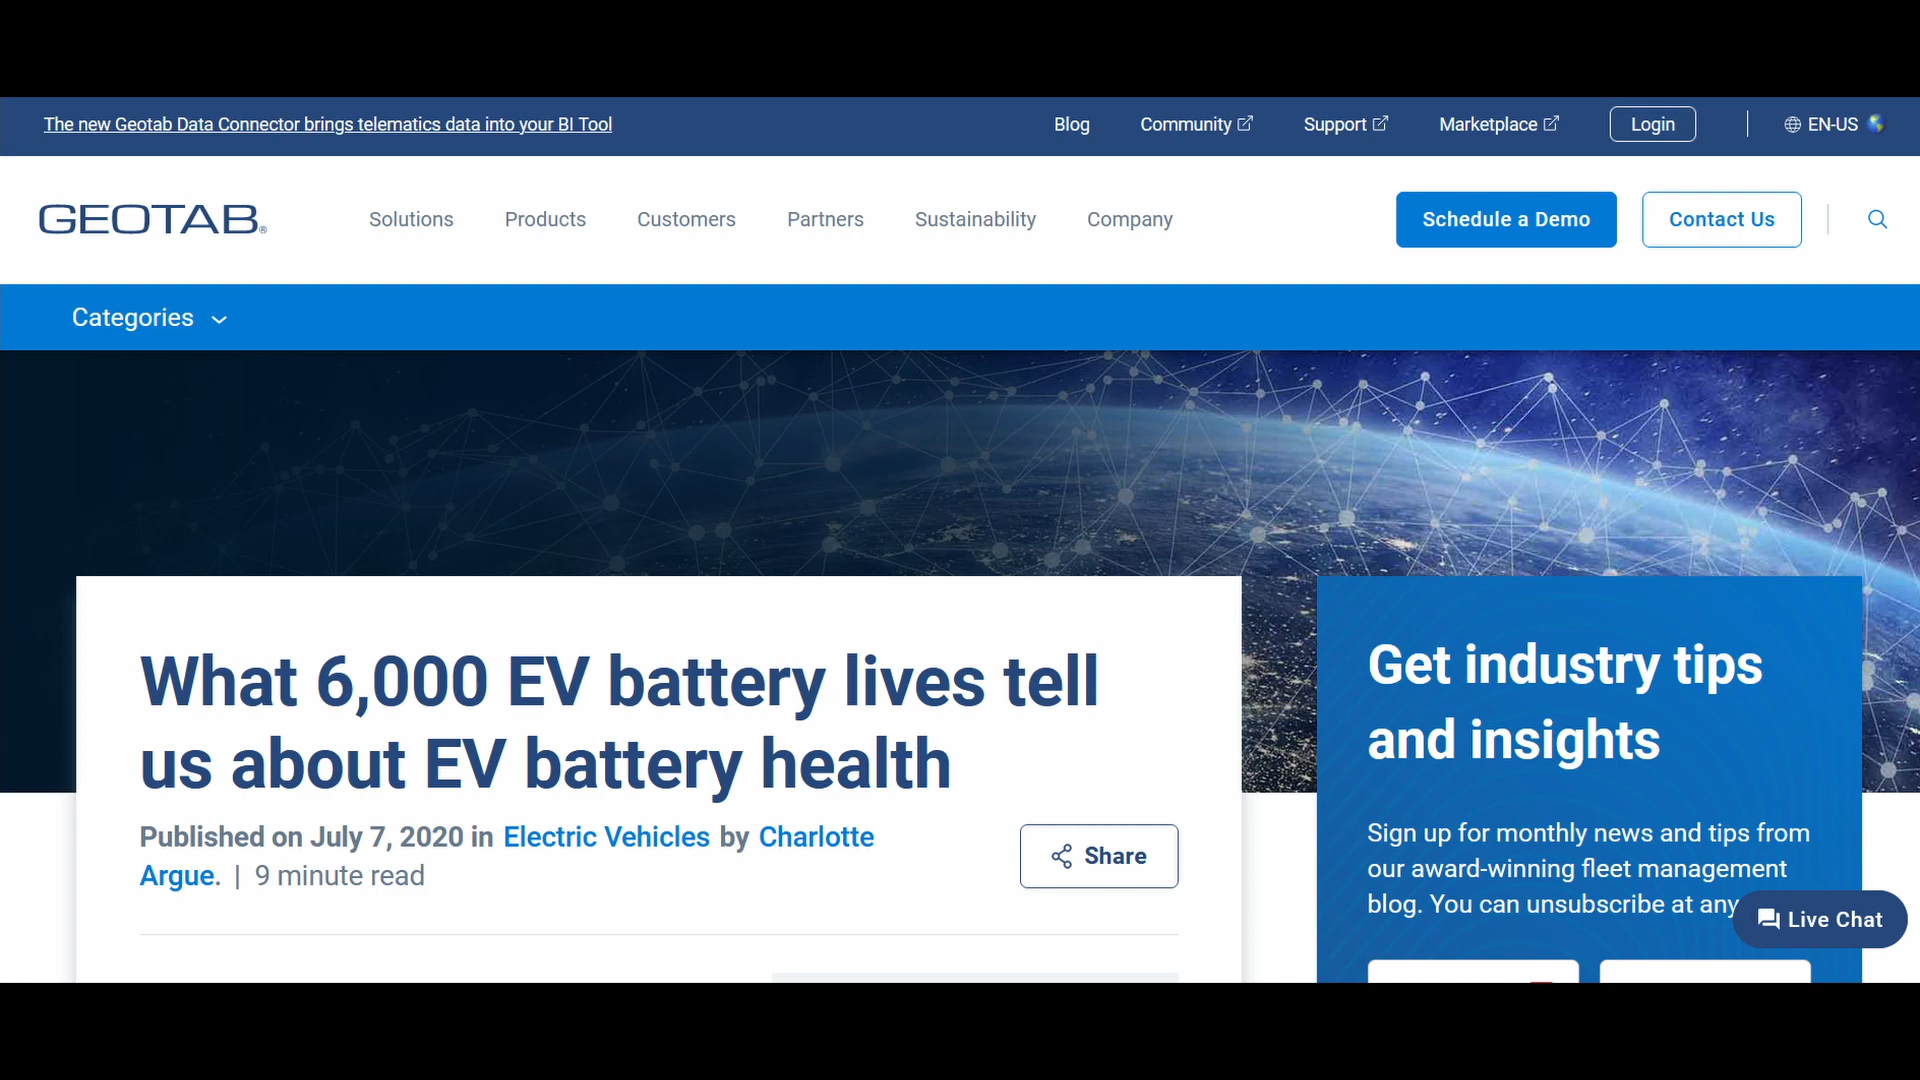 The new Geotab Data Connector brings telematics data into your BI Tool
Blog
Community
Support
Marketplace
Login
EN-US
GEOTAB®
Solutions
Products
Customers
Partners
Sustainability
Company
Schedule a Demo
Contact Us
Categories
What 6,000 EV battery lives tell
us about EV battery health
Published on July 7, 2020 in Electric Vehicles by Charlotte
Argue. | 9 minute read
Share
Get industry tips
and insights
Sign up for monthly news and tips from
our award-winning fleet management
blog. You can unsubscribe at any
Live Chat